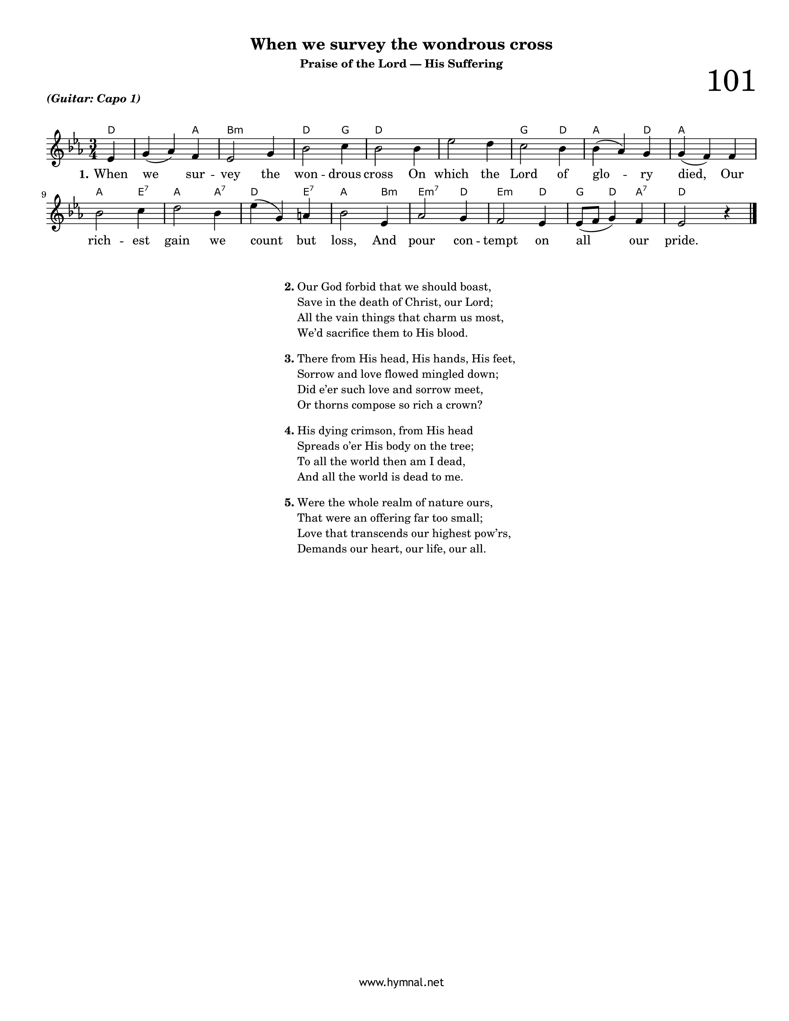 When we survey the wondrous cross
Praise of the Lord — His Suffering
101
(Guitar: Capo 1)
D A Bm D G D G D A D A
1. When we sur - vey the won - drous cross On which the Lord of glo - ry died, Our
9
A E7 A A7 D E7 A Bm Em7 D Em D G D A7 D
rich - est gain we count but loss, And pour con - tempt on all our pride.
2. Our God forbid that we should boast,
Save in the death of Christ, our Lord;
All the vain things that charm us most,
We’d sacrifice them to His blood.
3. There from His head, His hands, His feet,
Sorrow and love flowed mingled down;
Did e’er such love and sorrow meet,
Or thorns compose so rich a crown?
4. His dying crimson, from His head
Spreads o’er His body on the tree;
To all the world then am I dead,
And all the world is dead to me.
5. Were the whole realm of nature ours,
That were an offering far too small;
Love that transcends our highest pow’rs,
Demands our heart, our life, our all.
www.hymnal.net